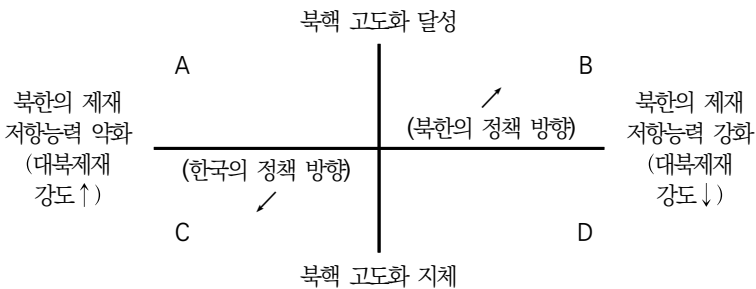 북핵 고도화 달성
A
B
북한의 제재
저항능력 약화
(대북제재
강도↑)
(북한의 정책 방향)
북한의 제재
저항능력 강화
(대북제재
강도↓)
(한국의 정책 방향)
C
D
북핵 고도화 지체